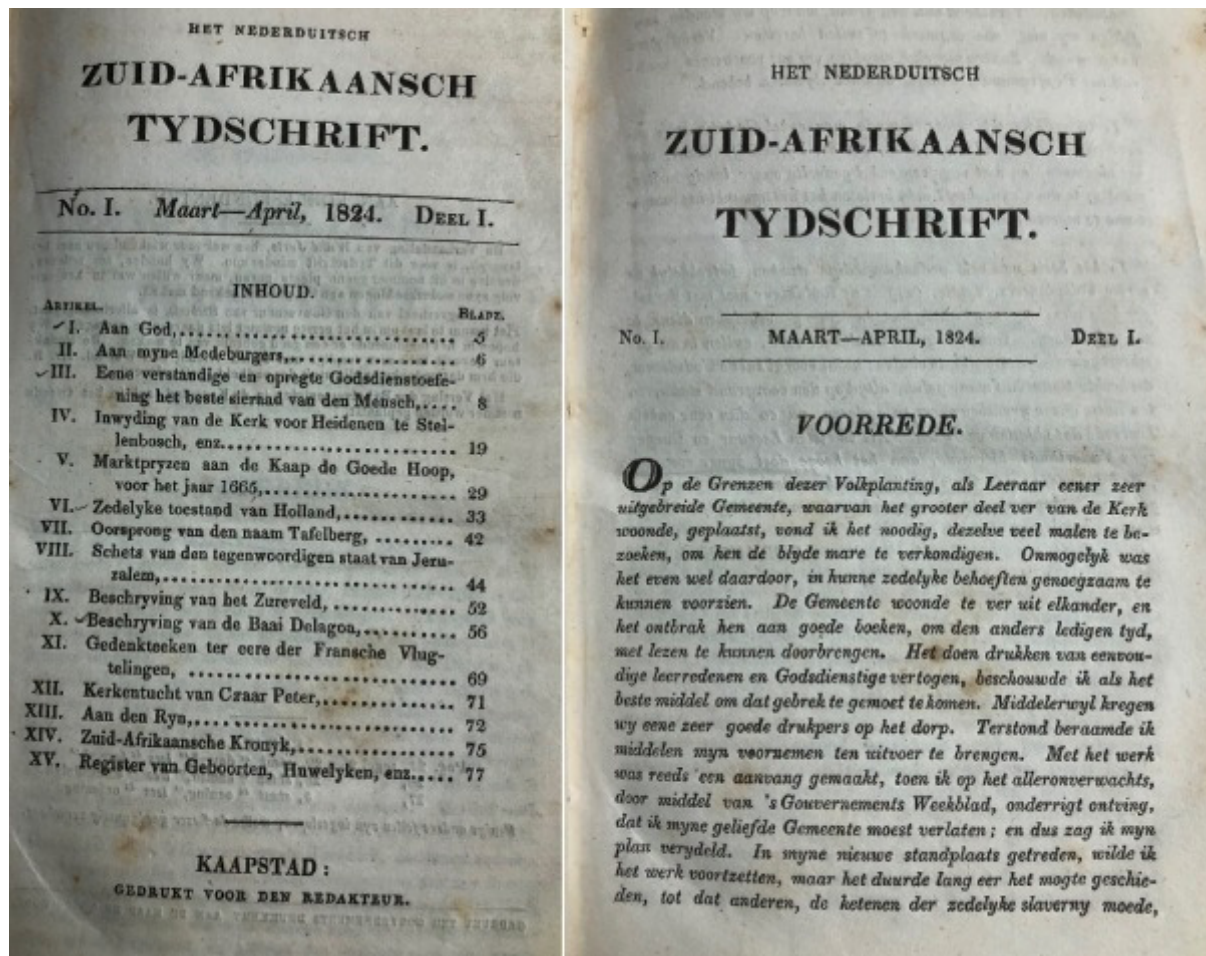 HET NEDERDUITSCH
ZUID-AFRIKAANSCH
TYDSCHRIFT.
No. I. Maart—April, 1824. DEEL I.
INHOUD.
ARTIKEL. BLADZ.
I. Aan God,.................................... 5
II. Aan myne Medeburgers,.................... 6
III. Eene verstandige en opregte Godsdienstoefe-
ning het beste sieraad van den Mensch,.... 8
IV. Inwyding van de Kerk voor Heidenen te Stel-
lenbosch, enz............................ 19
V. Marktpryzen aan de Kaap de Goede Hoop,
voor het jaar 1665,...................... 29
VI. Zedelyke toestand van Holland,............ 33
VII. Oorsprong van den naam Tafelberg, ......... 42
VIII. Schets van den tegenwoordigen staat van Jeru-
zalem,................................... 44
IX. Beschryving van het Zureveld, ............. 52
X. Beschryving van de Baai Delagoa,.......... 56
XI. Gedenkteeken ter eere der Fransche Vlug-
telingen, ............................... 69
XII. Kerkentucht van Czaar Peter,.............. 71
XIII. Aan den Ryn,............................. 72
XIV. Zuid-Afrikaansche Kronyk,................. 75
XV. Register van Geboorten, Huwelyken, enz..... 77
KAAPSTAD:
GEDRUKT VOOR DEN REDAKTEUR.
HET NEDERDUITSCH
ZUID-AFRIKAANSCH
TYDSCHRIFT.
No. I. MAART—APRIL, 1824. DEEL I.
VOORREDE.
Op de Grenzen dezer Volkplanting, als Leeraar eener zeer
uitgebreide Gemeente, waarvan het grooter deel ver van de Kerk
woonde, geplaatst, vond ik het noodig, dezelve veel malen te be-
zoeken, om hen de blyde mare te verkondigen. Onmogelyk was
het even wel daardoor, in hunne zedelyke behoeften genoegzaam te
kunnen voorzien. De Gemeente woonde te ver uit elkander, en
het ontbrak hen aan goede boeken, om den anders ledigen tyd,
met lezen te kunnen doorbrengen. Het doen drukken van eenvou-
dige leerredenen en Godsdienstige vertogen, beschouwde ik als het
beste middel om dat gebrek te gemoet te komen. Middelerwyl kregen
wy eene zeer goede drukpers op het dorp. Terstond beraamde ik
middelen myn voornemen ten uitvoer te brengen. Met het werk
was reeds een aanvang gemaakt, toen ik op het alleronverwachts,
door middel van 's Gouvernements Weekblad, onderrigt ontving,
dat ik myne geliefde Gemeente moest verlaten; en dus zag ik myn
plan verydeld. In myne nieuwe standplaats getreden, wilde ik
het werk voortzetten, maar het duurde lang eer het mogte geschie-
den, tot dat anderen, de ketenen der zedelyke slaverny moede,